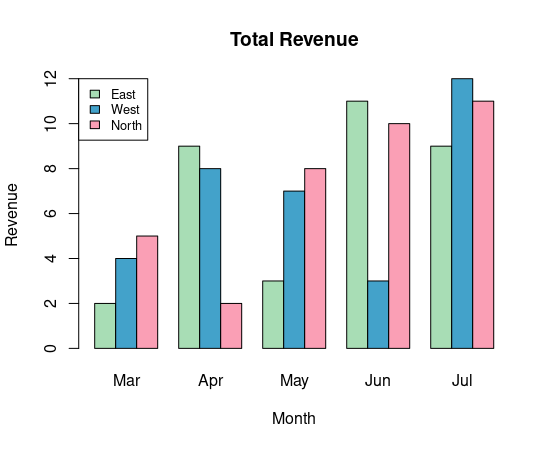 Total Revenue
East
West
North
12
10
8
6
4
2
0
Revenue
Mar Apr May Jun Jul
Month